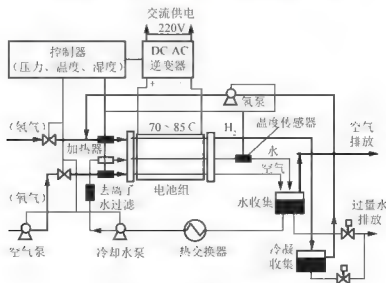 交流供电
220V
控制器
(压力、温度、湿度)
DC AC
逆变器
+ -
氢泵
(氢气)
加热器
70~85℃
H₂
温度传感器
水
空气
空气
排放
(氧气)
去离子
水过滤
电池组
水收集
过量水
排放
空气泵
冷却水泵
热交换器
冷凝
收集